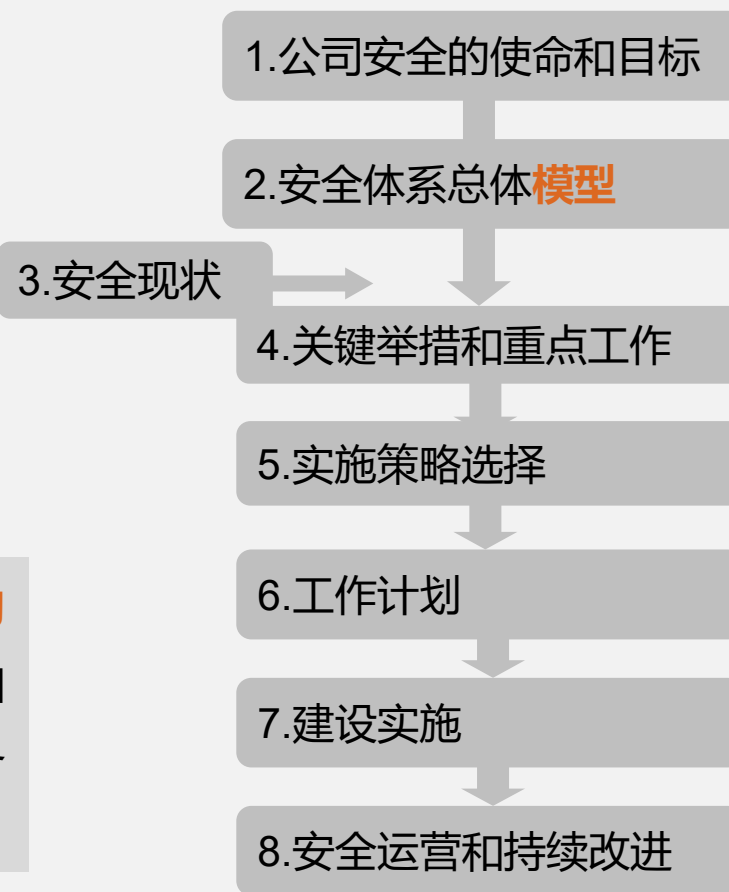 1.公司安全的使命和目标
2.安全体系总体模型
3.安全现状
4.关键举措和重点工作
5.实施策略选择
6.工作计划
7.建设实施
8.安全运营和持续改进